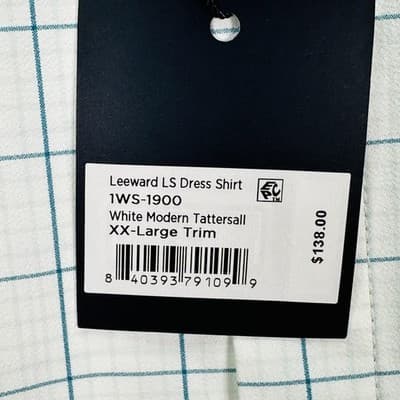 Leeward LS Dress Shirt
1WS-1900
White Modern Tattersall
XX-Large Trim
8 40393 79109 9
$138.00